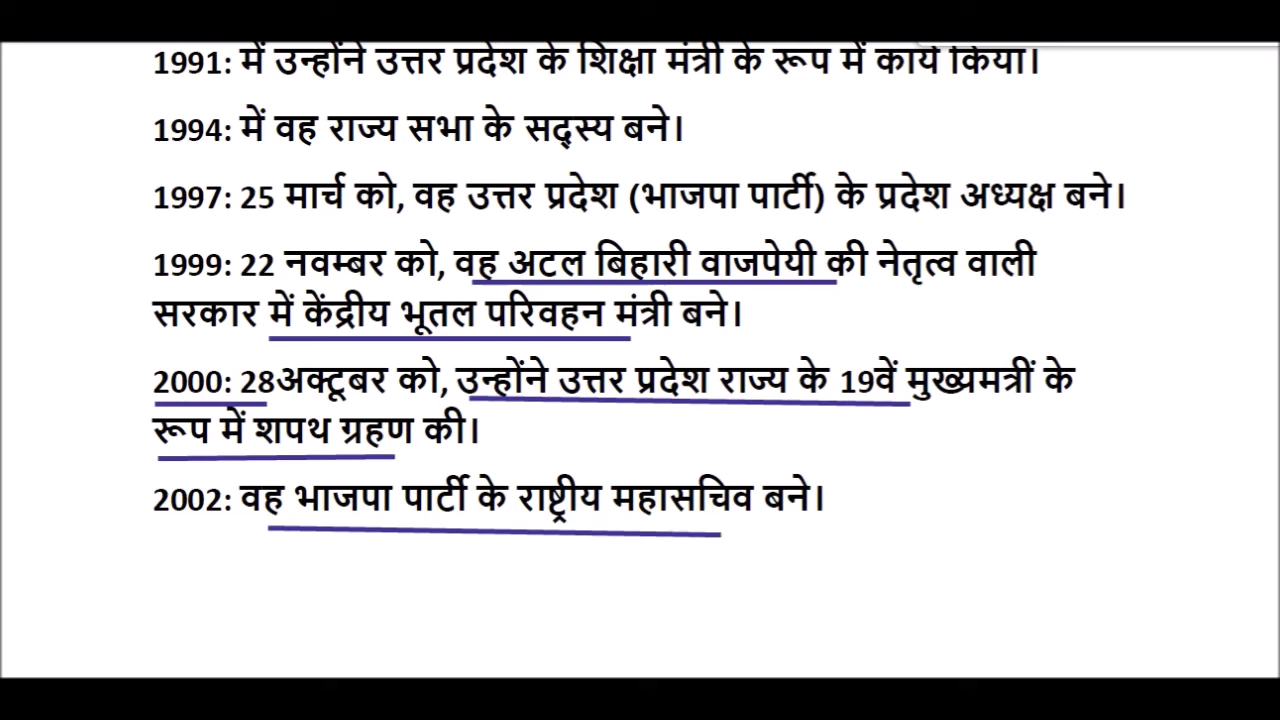 1991: में उन्होंने उत्तर प्रदेश के शिक्षा मंत्री के रूप में कार्य किया।
1994: में वह राज्य सभा के सद्स्य बने।
1997: 25 मार्च को, वह उत्तर प्रदेश (भाजपा पार्टी) के प्रदेश अध्यक्ष बने।
1999: 22 नवम्बर को, वह अटल बिहारी वाजपेयी की नेतृत्व वाली
सरकार में केंद्रीय भूतल परिवहन मंत्री बने।
2000: 28अक्टूबर को, उन्होंने उत्तर प्रदेश राज्य के 19वें मुख्यमत्रीं के
रूप में शपथ ग्रहण की।
2002: वह भाजपा पार्टी के राष्ट्रीय महासचिव बने।